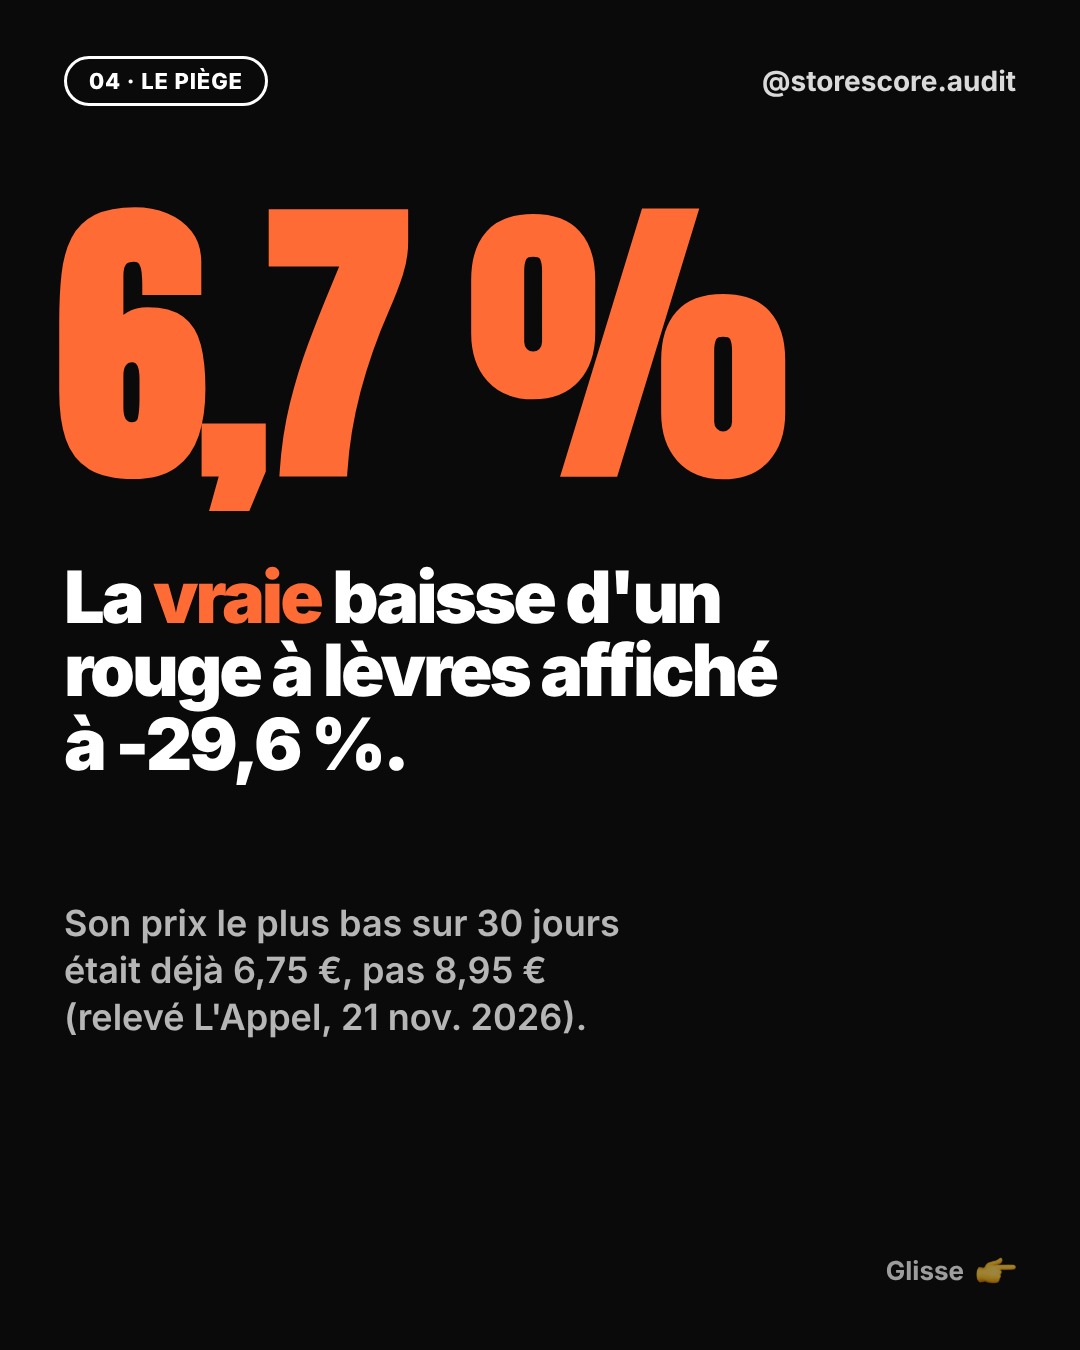 04 · LE PIÈGE
@storescore.audit
6,7 %
La vraie baisse d'un
rouge à lèvres affiché
à -29,6 %.
Son prix le plus bas sur 30 jours
était déjà 6,75 €, pas 8,95 €
(relevé L'Appel, 21 nov. 2026).
Glisse 👉